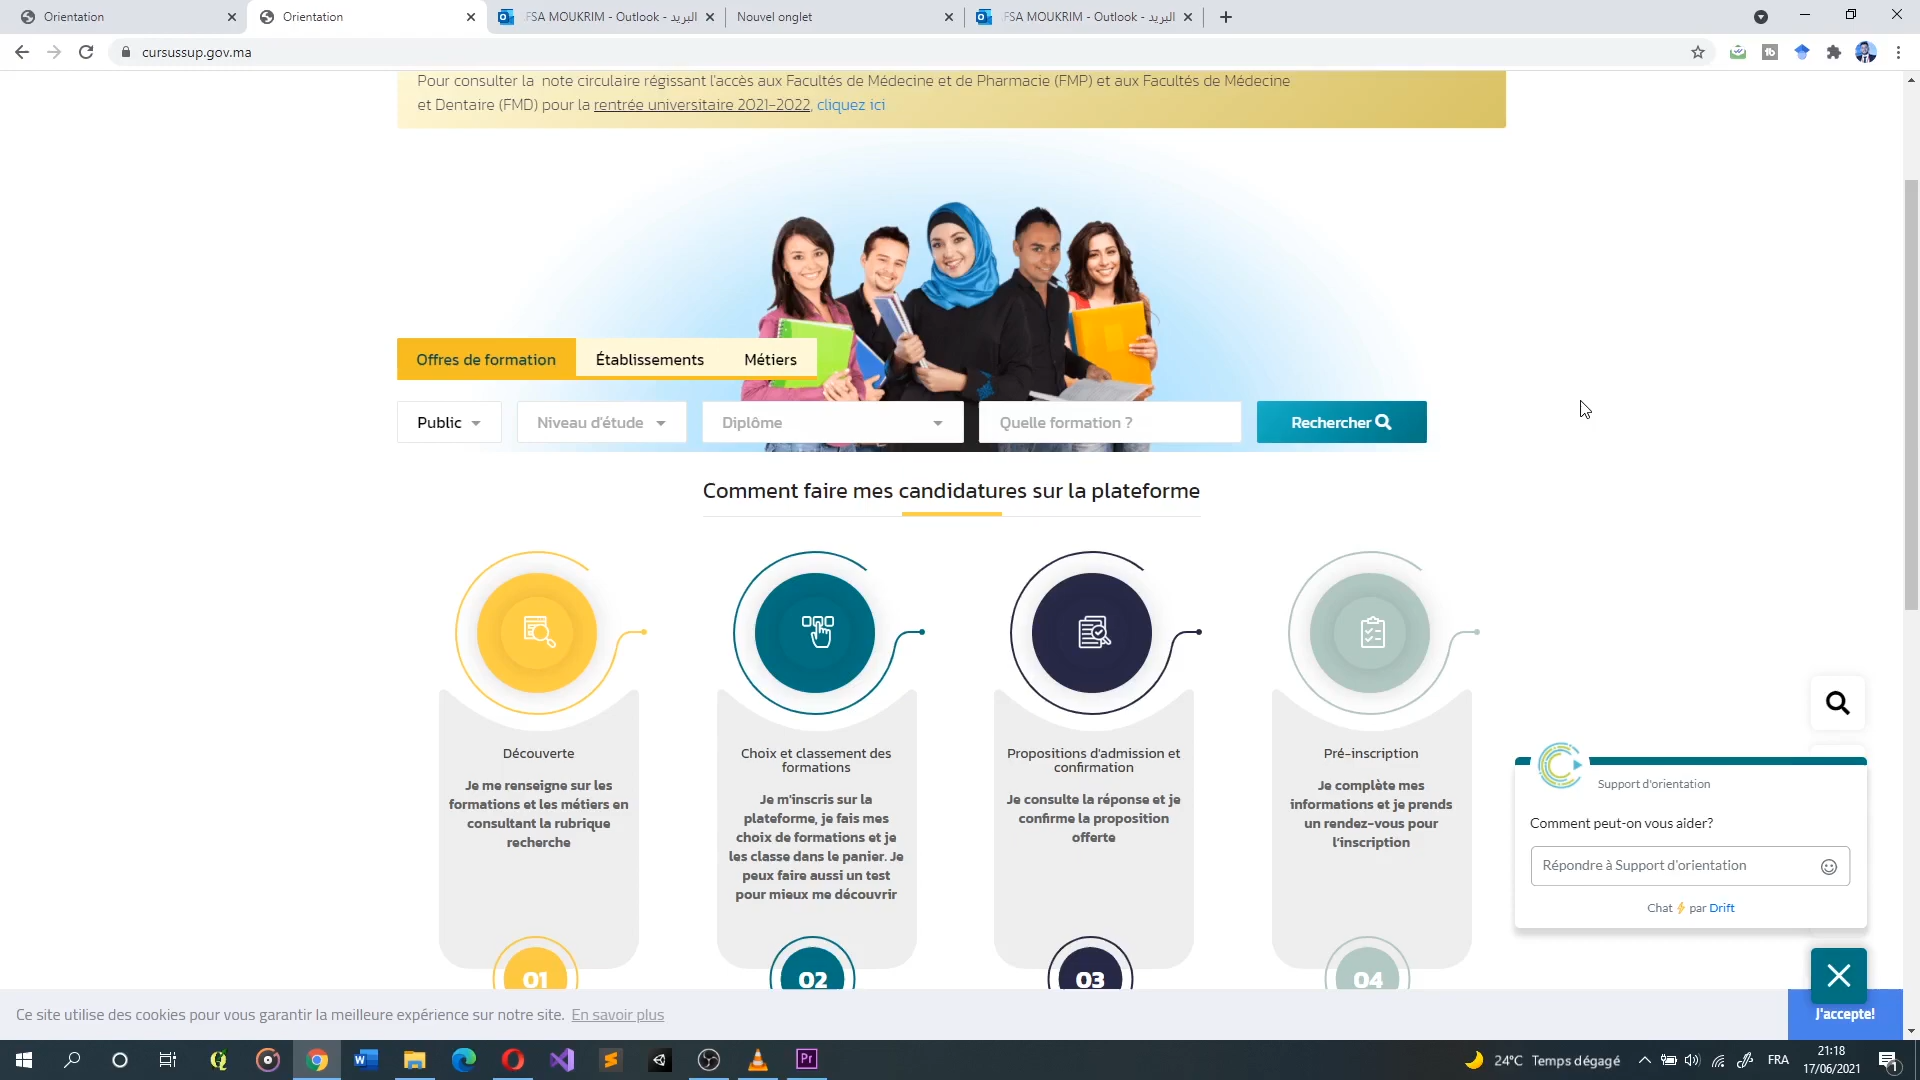 Orientation
Orientation
FSA MOUKRIM - Outlook - البريد
Nouvel onglet
FSA MOUKRIM - Outlook - البريد
cursussup.gov.ma
Pour consulter la note circulaire régissant l'accès aux Facultés de Médecine et de Pharmacie (FMP) et aux Facultés de Médecine
et Dentaire (FMD) pour la rentrée universitaire 2021-2022, cliquez ici
Offres de formation
Établissements
Métiers
Public
Niveau d'étude
Diplôme
Quelle formation ?
Rechercher
Comment faire mes candidatures sur la plateforme
Découverte
Je me renseigne sur les
formations et les métiers en
consultant la rubrique
recherche
01
Choix et classement des
formations
Je m'inscris sur la
plateforme, je fais mes
choix de formations et je
les classe dans le panier. Je
peux faire aussi un test
pour mieux me découvrir
02
Propositions d'admission et
confirmation
Je consulte la réponse et je
confirme la proposition
offerte
03
Pré-inscription
Je complète mes
informations et je prends
un rendez-vous pour
l'inscription
04
Support d'orientation
Comment peut-on vous aider?
Répondre à Support d'orientation
Chat par Drift
Ce site utilise des cookies pour vous garantir la meilleure expérience sur notre site. En savoir plus
J'accepte!
24°C Temps dégagé
FRA
21:18
17/06/2021
1